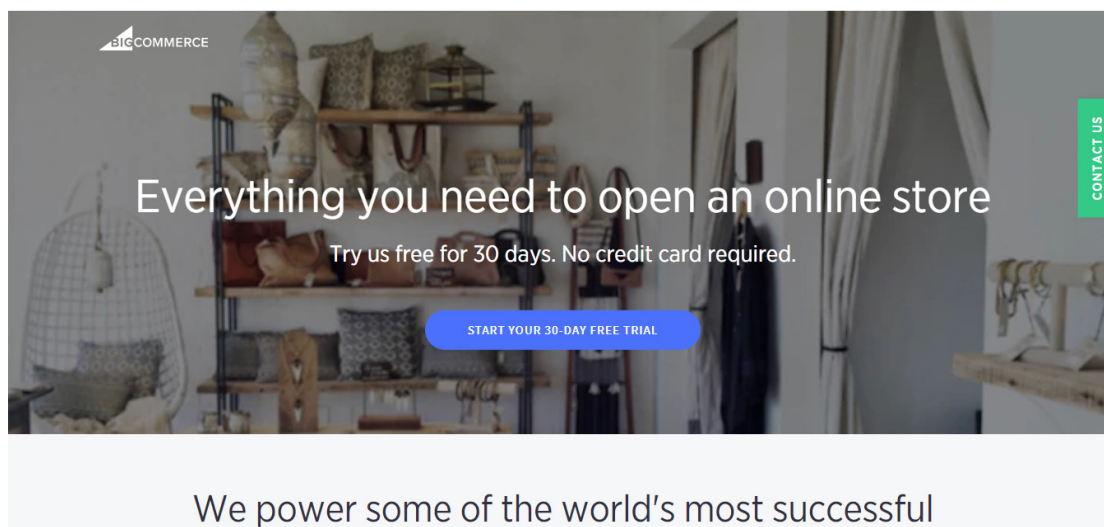 BIGCOMMERCE
CONTACT US
Everything you need to open an online store
Try us free for 30 days. No credit card required.
START YOUR 30-DAY FREE TRIAL
We power some of the world's most successful